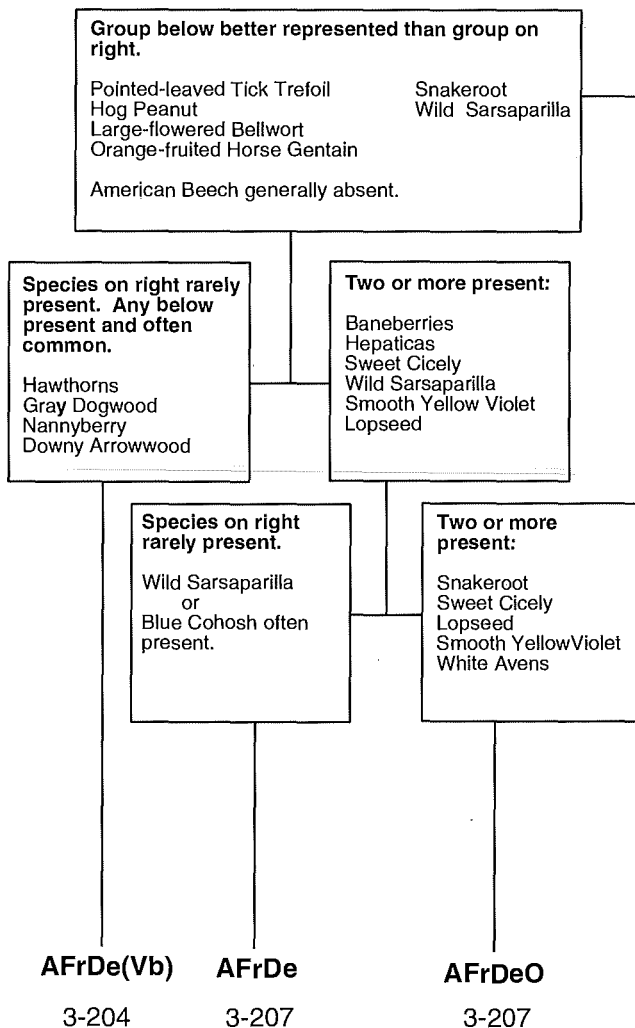 Group below better represented than group on
right.
Pointed-leaved Tick Trefoil
Hog Peanut
Large-flowered Bellwort
Orange-fruited Horse Gentain
Snakeroot
Wild Sarsaparilla
American Beech generally absent.
Species on right rarely
present. Any below
present and often
common.
Hawthorns
Gray Dogwood
Nannyberry
Downy Arrowwood
Two or more present:
Baneberries
Hepaticas
Sweet Cicely
Wild Sarsaparilla
Smooth Yellow Violet
Lopseed
Species on right
rarely present.
Wild Sarsaparilla
or
Blue Cohosh often
present.
Two or more
present:
Snakeroot
Sweet Cicely
Lopseed
Smooth YellowViolet
White Avens
AFrDe(Vb)
3-204
AFrDe
3-207
AFrDeO
3-207